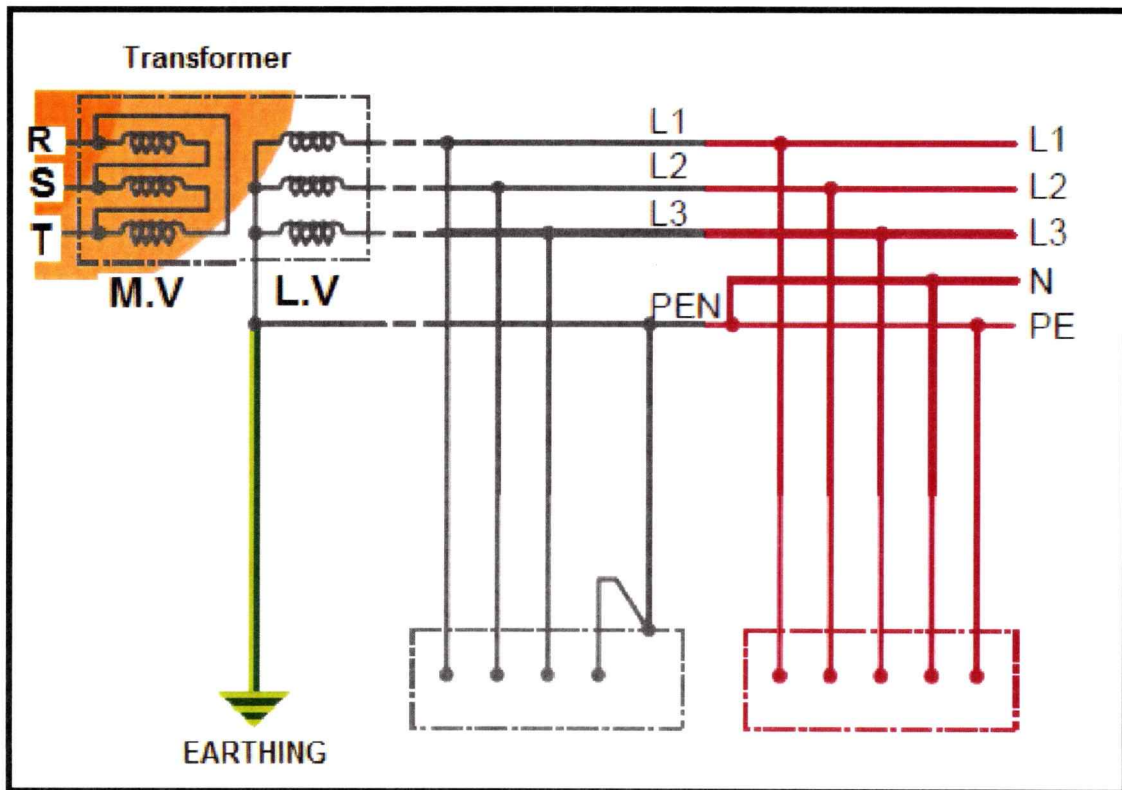 Transformer
R
S
T
M.V
L.V
L1
L2
L3
PEN
L1
L2
L3
N
PE
EARTHING